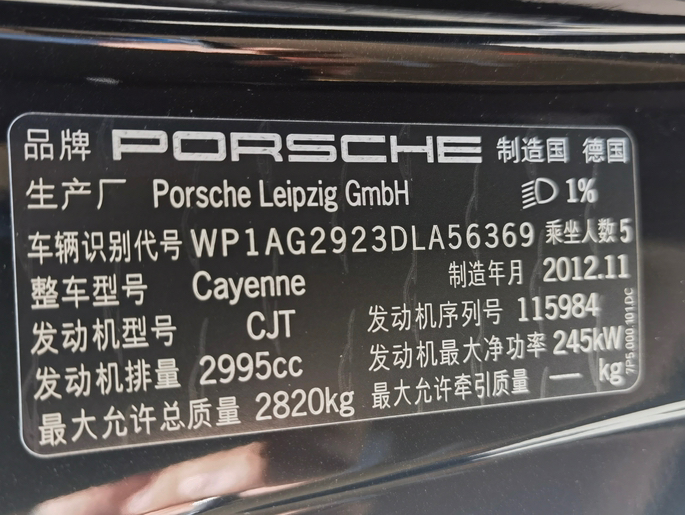 品牌 PORSCHE 制造国 德国
生产厂 Porsche Leipzig GmbH 1%
车辆识别代号 WP1AG2923DLA56369 乘坐人数 5
整车型号 Cayenne 制造年月 2012.11
发动机型号 CJT 发动机序列号 115984
发动机排量 2995cc 发动机最大净功率 245kW
最大允许总质量 2820kg 最大允许牵引质量 — kg
7P5.000.101.DC